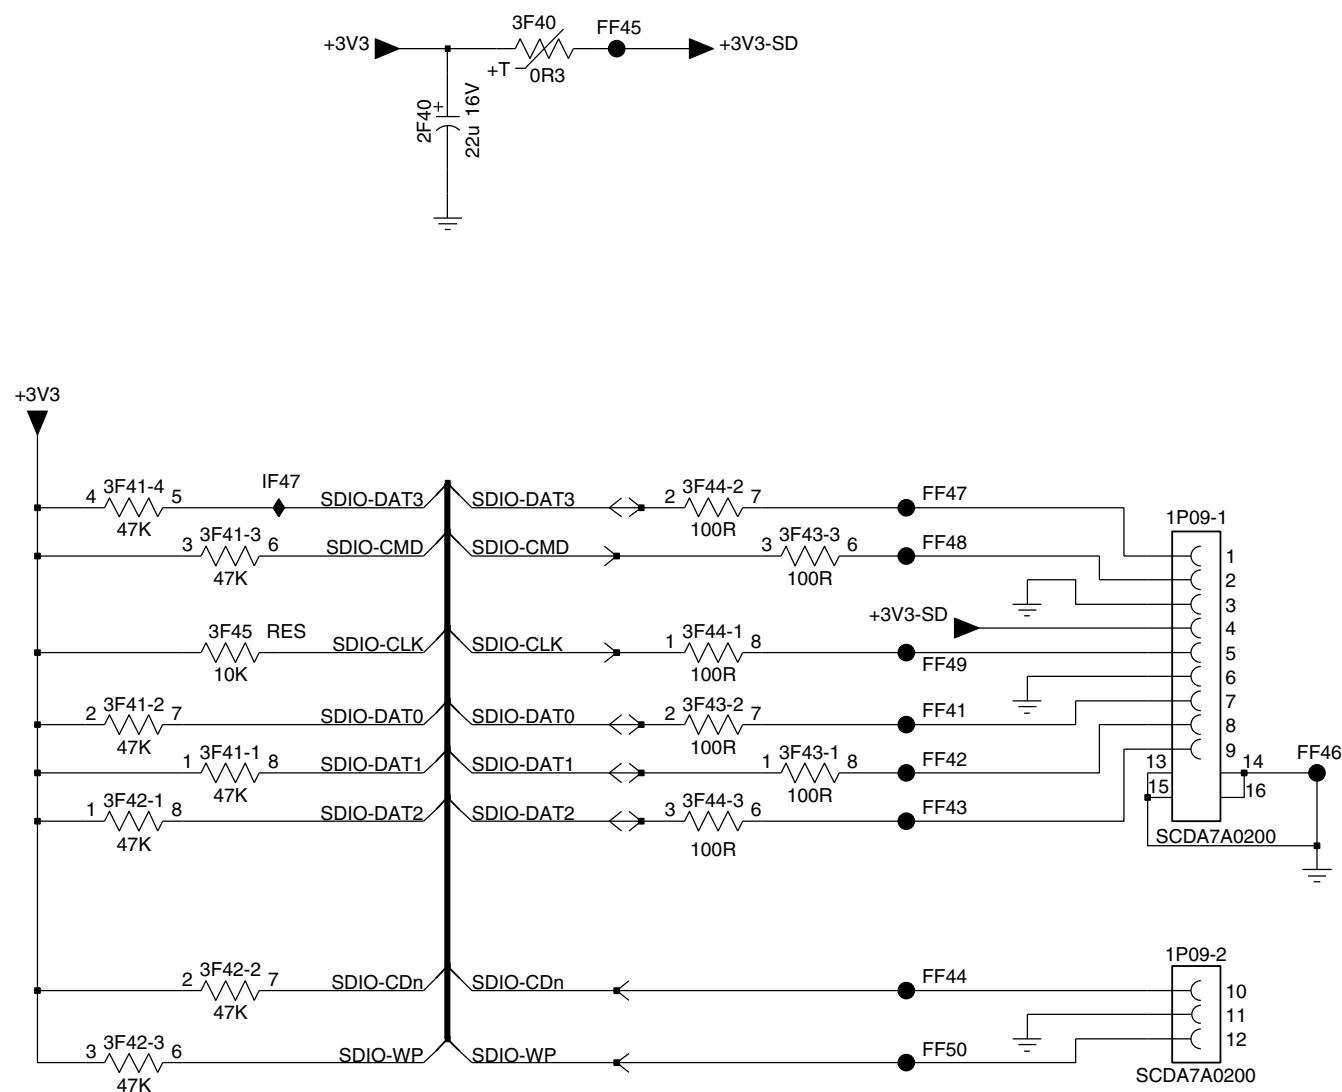 3F40 FF45
+3V3 +3V3-SD
+T 0R3
2F40
22u 16V
+
+3V3
3F41-4 IF47 3F44-2 FF47
4 5 SDIO-DAT3 SDIO-DAT3 2 7
47K 100R
1P09-1
3F41-3 3F43-3
3 6 SDIO-CMD SDIO-CMD 3 6 FF48 1
47K 100R 2
3
+3V3-SD 4
3F45 RES SDIO-CLK SDIO-CLK 1 3F44-1 8 5
10K 100R FF49
6
3F41-2 3F43-2 FF41 7
2 7 SDIO-DAT0 SDIO-DAT0 2 7 8
47K 100R
3F41-1 3F43-1 9 FF46
1 8 SDIO-DAT1 SDIO-DAT1 1 8 FF42 13 14
47K 100R 15 16
3F42-1 3F44-3
1 8 SDIO-DAT2 SDIO-DAT2 3 6 FF43
47K 100R SCDA7A0200
1P09-2
3F42-2
2 7 SDIO-CDn SDIO-CDn FF44 10
47K 11
3F42-3 12
3 6 SDIO-WP SDIO-WP FF50
47K SCDA7A0200